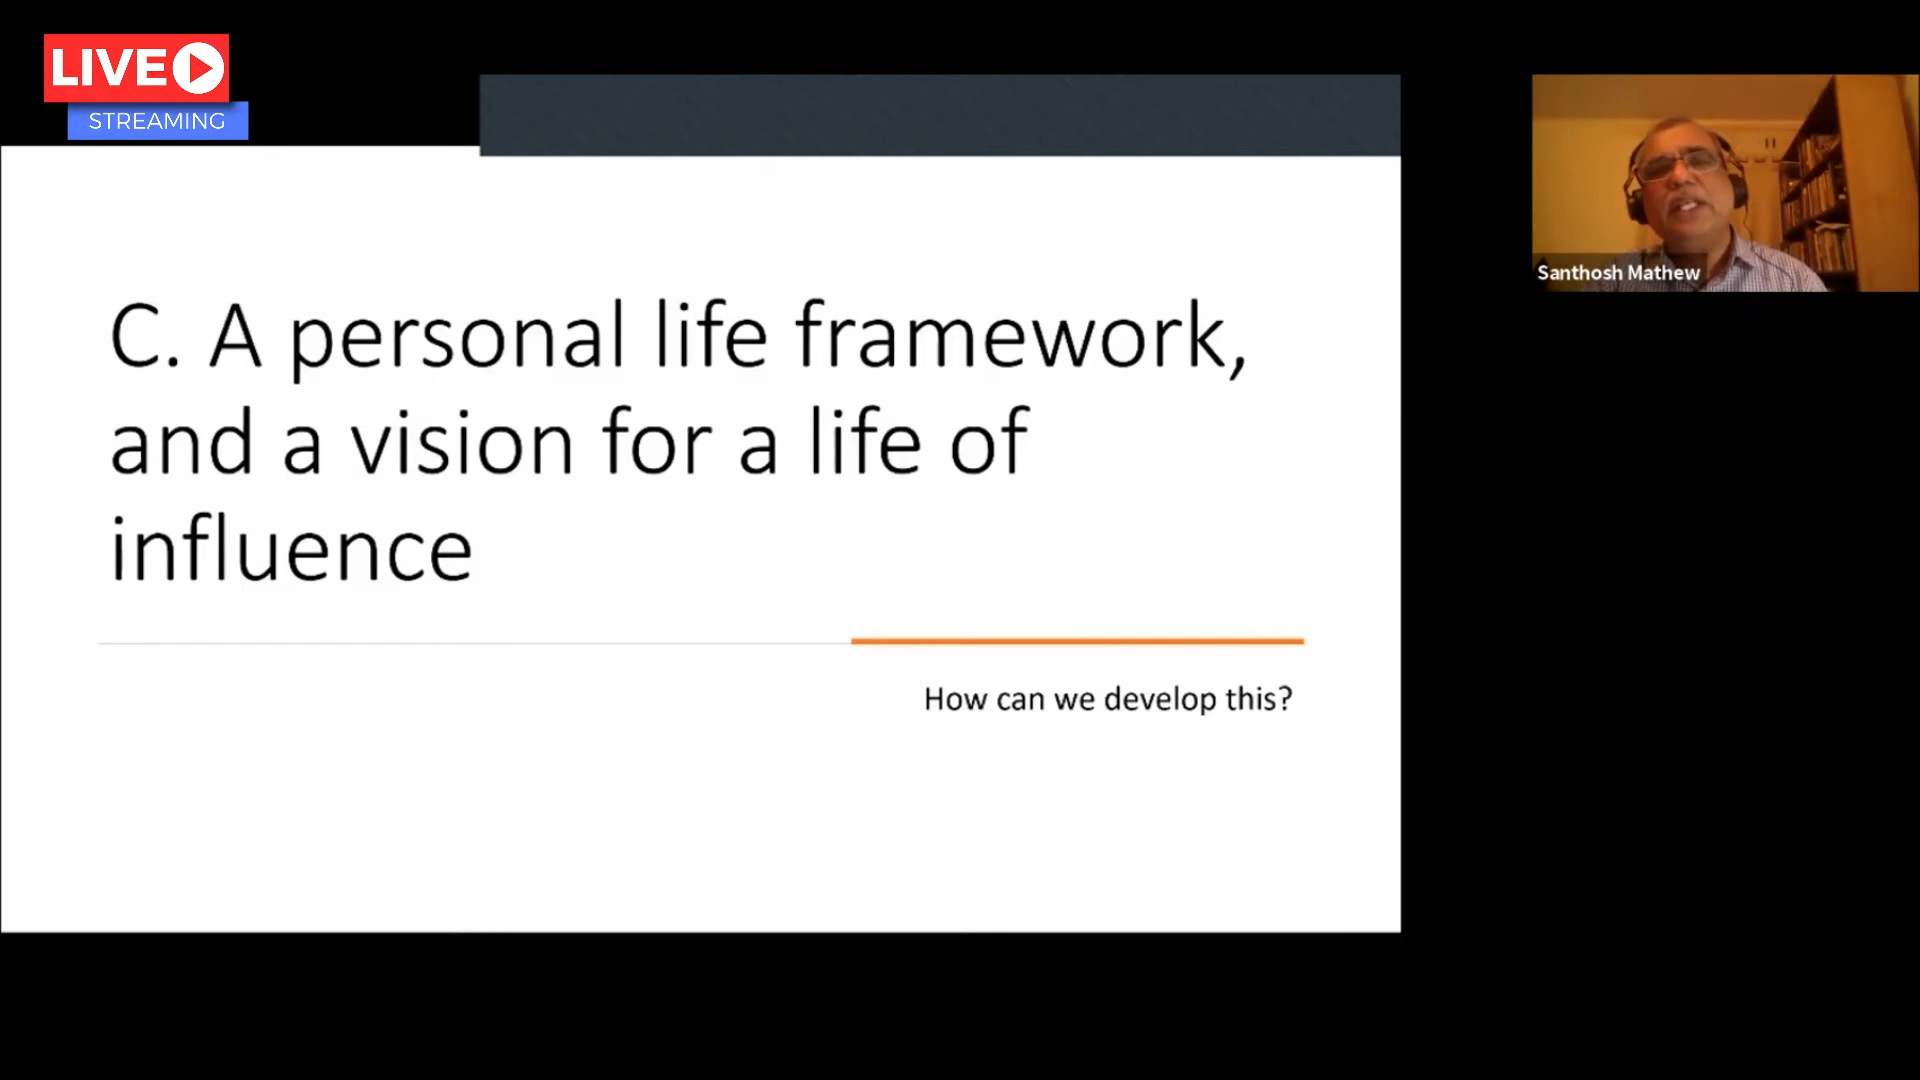 LIVE
STREAMING
C. A personal life framework,
and a vision for a life of
influence
How can we develop this?
Santhosh Mathew